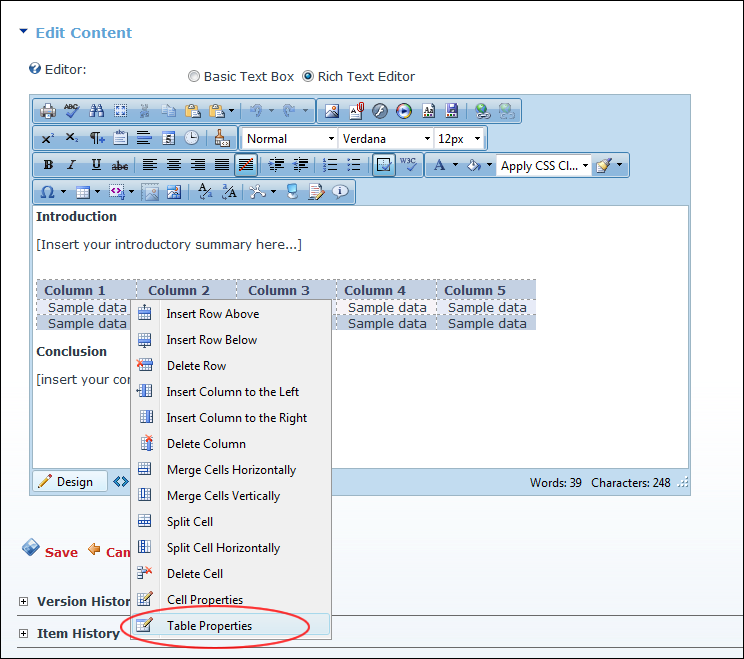 Edit Content
Editor:
Basic Text Box Rich Text Editor
ABC
Normal Verdana 12px
B I U abc W3C A Apply CSS Cl...
Introduction
[Insert your introductory summary here...]
Column 1 Column 2 Column 3 Column 4 Column 5
Sample data Sample data Sample data
Sample data Sample data Sample data
Conclusion
[insert your con
Insert Row Above
Insert Row Below
Delete Row
Insert Column to the Left
Insert Column to the Right
Delete Column
Merge Cells Horizontally
Merge Cells Vertically
Split Cell
Split Cell Horizontally
Delete Cell
Cell Properties
Table Properties
Design
Words: 39 Characters: 248
Save Can
Version Histor
Item History